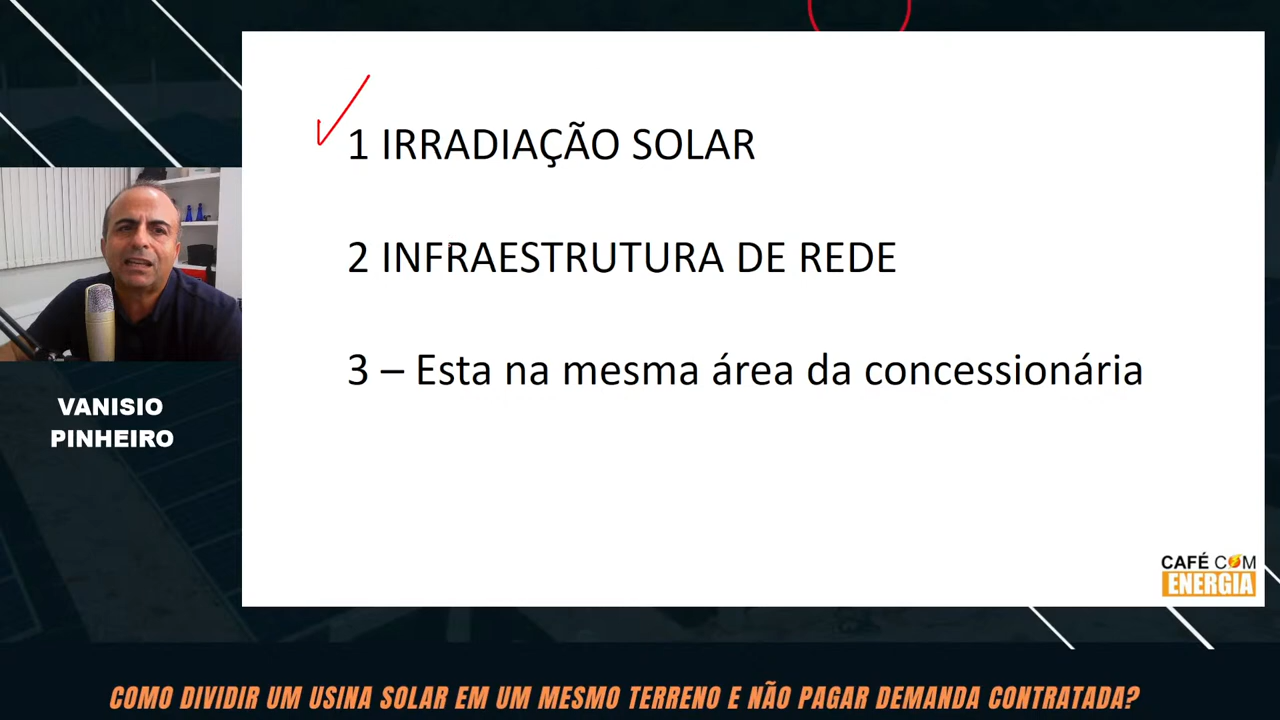 1 IRRADIAÇÃO SOLAR
2 INFRAESTRUTURA DE REDE
3 – Esta na mesma área da concessionária
VANISIO
PINHEIRO
CAFÉ COM
ENERGIA
COMO DIVIDIR UM USINA SOLAR EM UM MESMO TERRENO E NÃO PAGAR DEMANDA CONTRATADA?